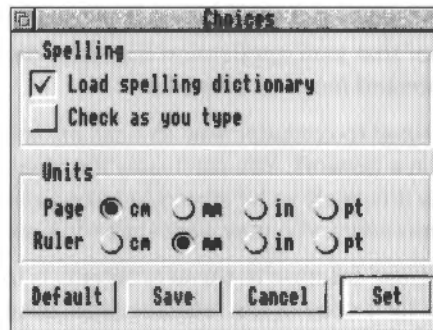 Choices
Spelling
Load spelling dictionary
Check as you type
Units
Page cm mm in pt
Ruler cm mm in pt
Default Save Cancel Set